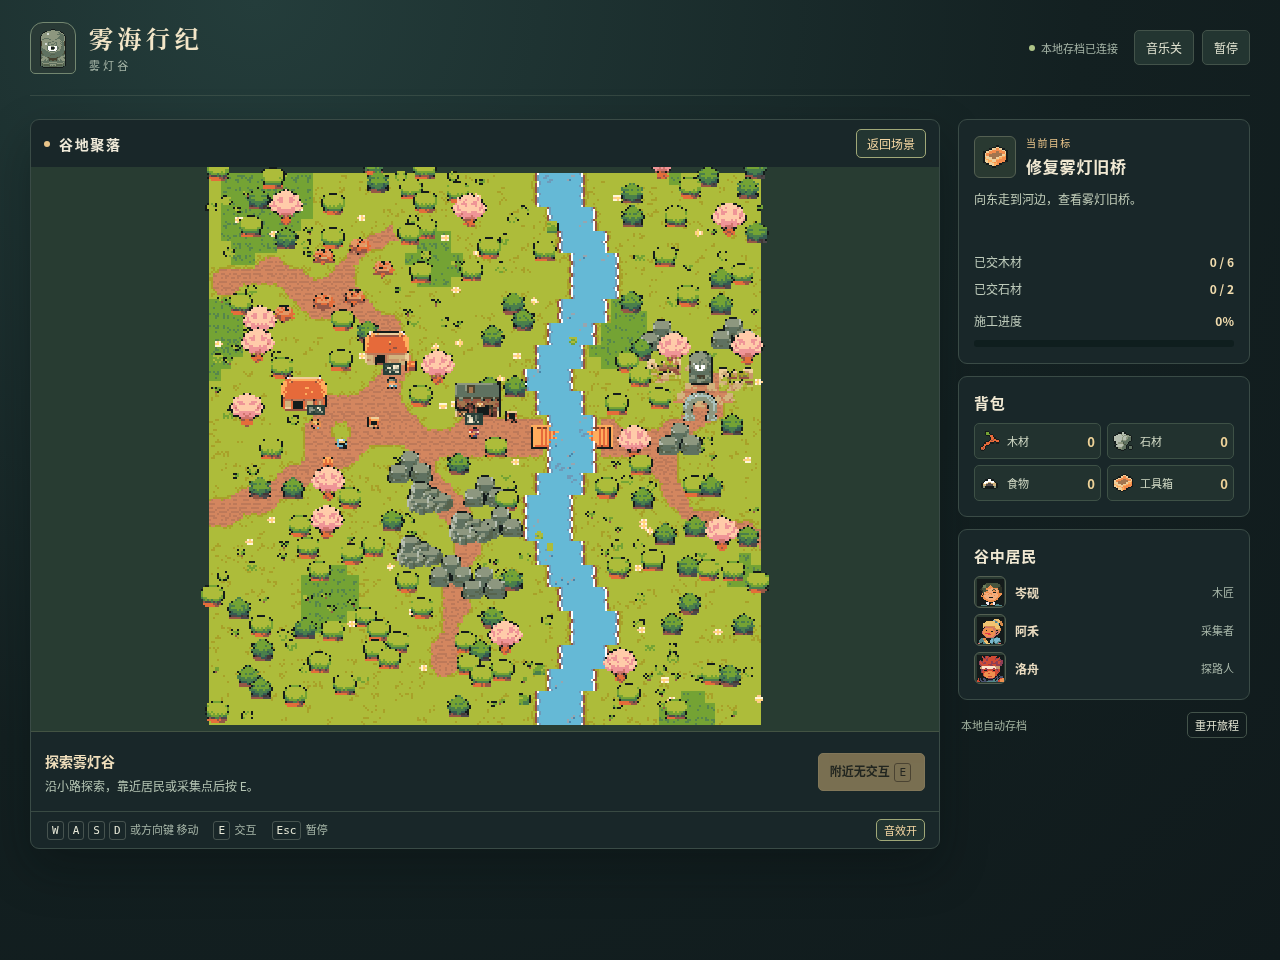 雾海行纪
雾灯谷
本地存档已连接
音乐关
暂停
谷地聚落
返回场景
当前目标
修复雾灯旧桥
向东走到河边，查看雾灯旧桥。
已交木材 0 / 6
已交石材 0 / 2
施工进度 0%
背包
木材 0
石材 0
食物 0
工具箱 0
谷中居民
岑砚 木匠
阿禾 采集者
洛舟 探路人
本地自动存档
重开旅程
探索雾灯谷
沿小路探索，靠近居民或采集点后按 E。
附近无交互 E
W A S D 或方向键 移动 E 交互 Esc 暂停
音效开